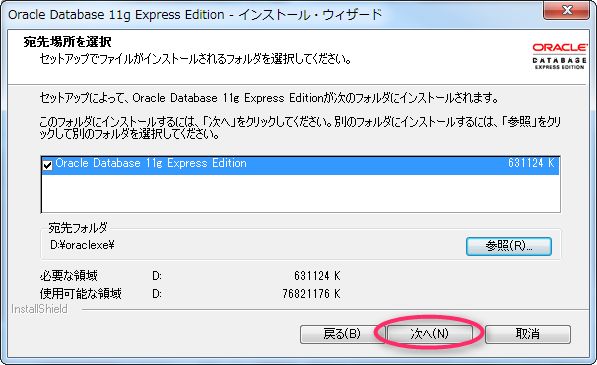 Oracle Database 11g Express Edition - インストール・ウィザード
宛先場所を選択
セットアップでファイルがインストールされるフォルダを選択してください。
ORACLE
DATABASE
EXPRESS EDITION
セットアップによって、Oracle Database 11g Express Editionが次のフォルダにインストールされます。
このフォルダにインストールするには、「次へ」をクリックしてください。別のフォルダにインストールするには、「参照」をクリ
ックして別のフォルダを選択してください。
Oracle Database 11g Express Edition 631124 K
宛先フォルダ
D:¥oraclexe¥
参照(R)...
必要な領域 D: 631124 K
使用可能な領域 D: 76821176 K
InstallShield
戻る(B) 次へ(N) 取消